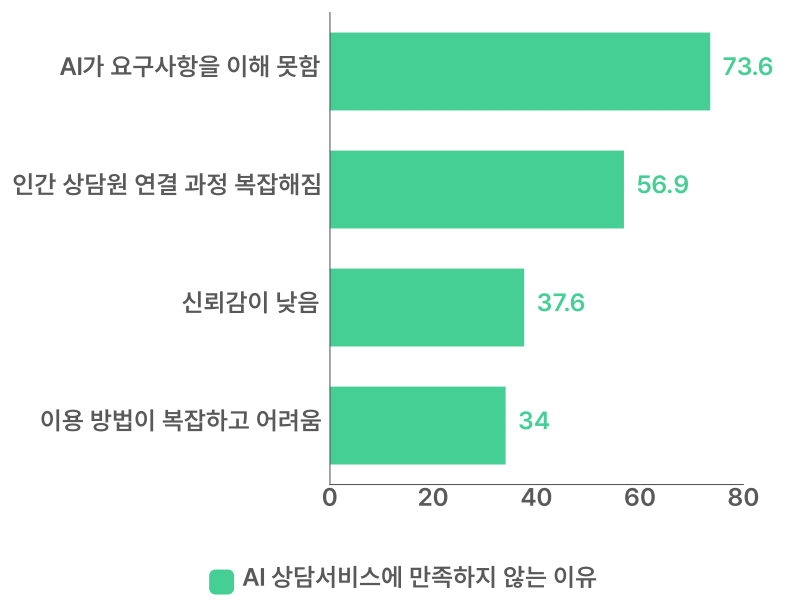 AI가 요구사항을 이해 못함 73.6
인간 상담원 연결 과정 복잡해짐 56.9
신뢰감이 낮음 37.6
이용 방법이 복잡하고 어려움 34
0 20 40 60 80
AI 상담서비스에 만족하지 않는 이유